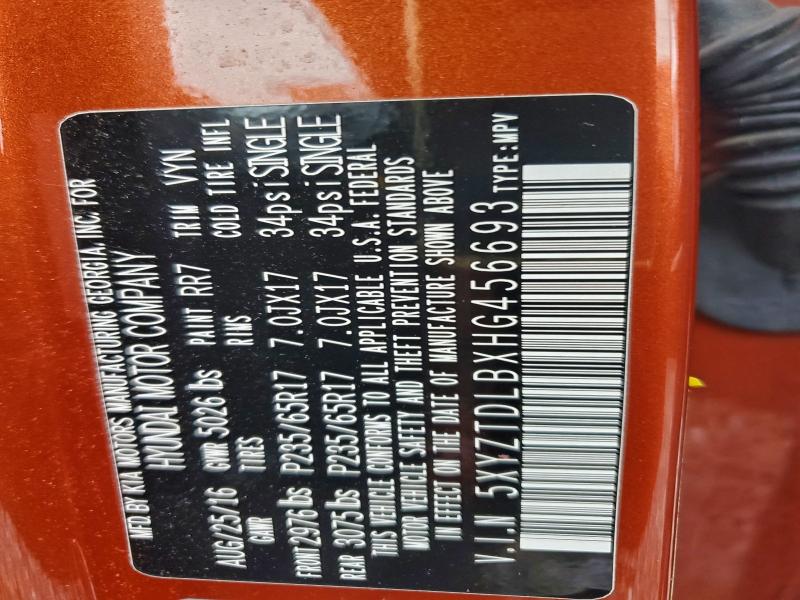 MFD BY KIA MOTORS MANUFACTURING GEORGIA, INC. FOR
HYUNDAI MOTOR COMPANY
AUG/25/16 GVWR 5026 lbs PAINT RR7 TRIM VYN
GAWR TIRES RIMS COLD TIRE INFL
FRONT 2976 lbs P235/65R17 7.0JX17 34psi SINGLE
REAR 3075 lbs P235/65R17 7.0JX17 34psi SINGLE
THIS VEHICLE CONFORMS TO ALL APPLICABLE U.S.A. FEDERAL
MOTOR VEHICLE SAFETY AND THEFT PREVENTION STANDARDS
IN EFFECT ON THE DATE OF MANUFACTURE SHOWN ABOVE
V.I.N 5XYZTDLBXHG456693 TYPE:MPV